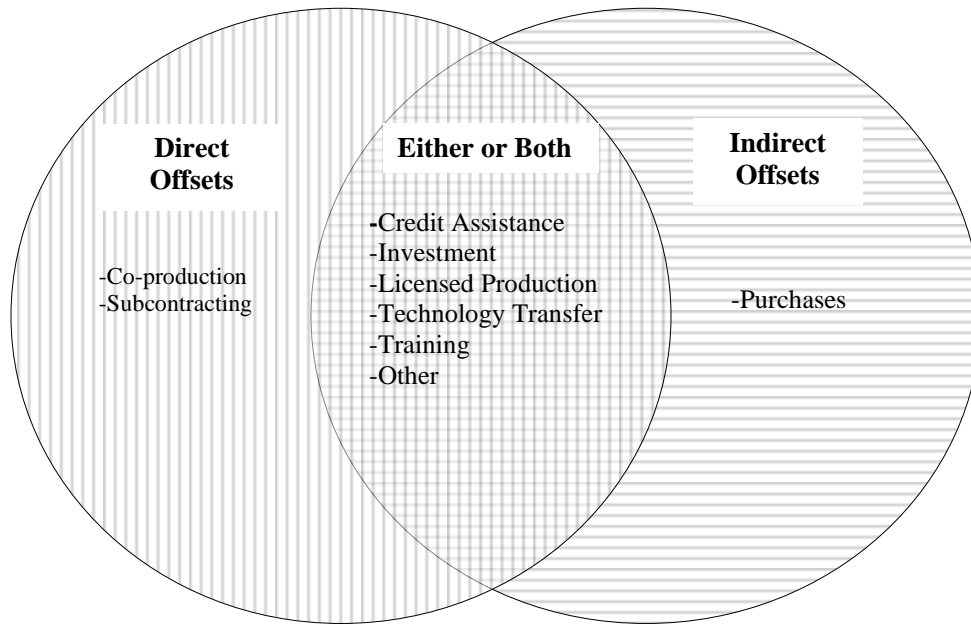 Direct
Offsets
-Co-production
-Subcontracting
Either or Both
-Credit Assistance
-Investment
-Licensed Production
-Technology Transfer
-Training
-Other
Indirect
Offsets
-Purchases